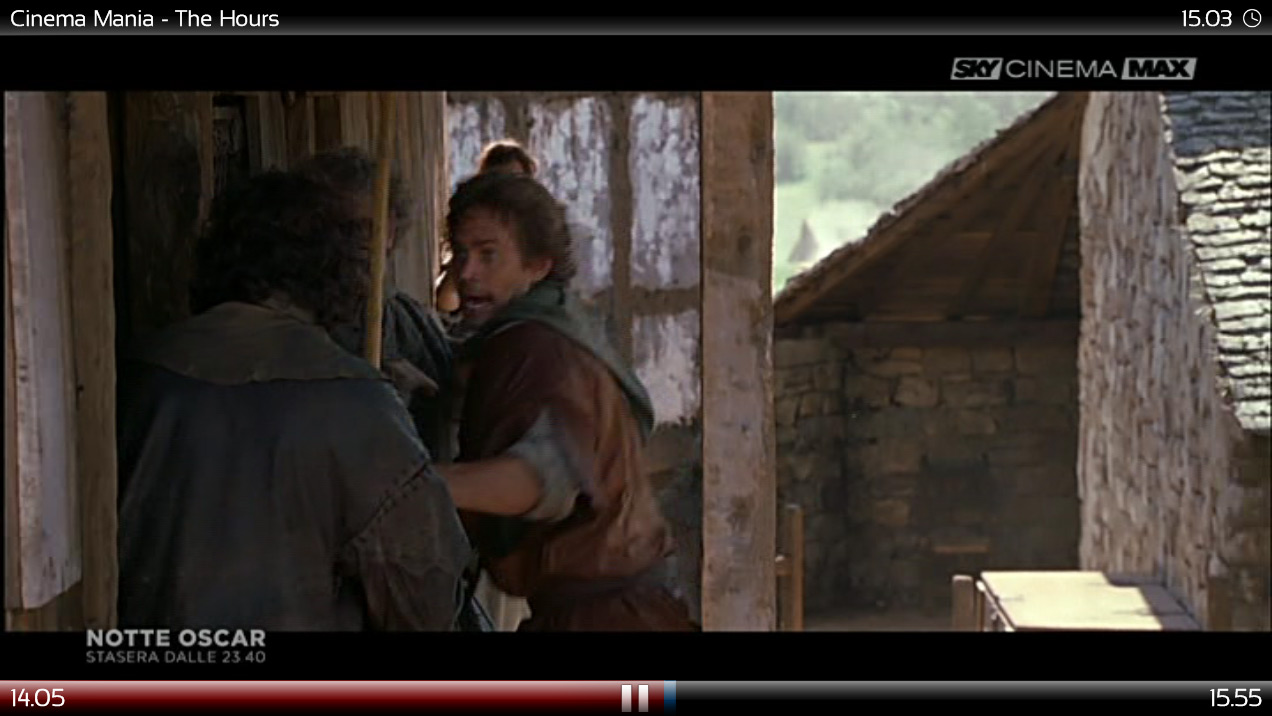 Cinema Mania - The Hours
15.03
SKY CINEMA MAX
NOTTE OSCAR
STASERA DALLE 23 40
14.05
15.55